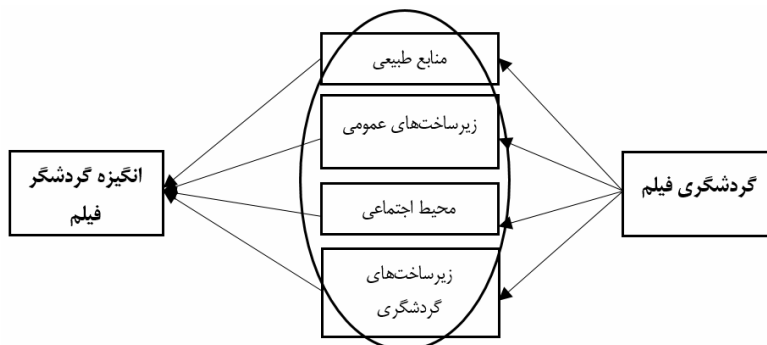 منابع طبیعی
زیرساخت‌های عمومی
گردشگری فیلم
انگیزه گردشگر
فیلم
محیط اجتماعی
زیرساخت‌های
گردشگری